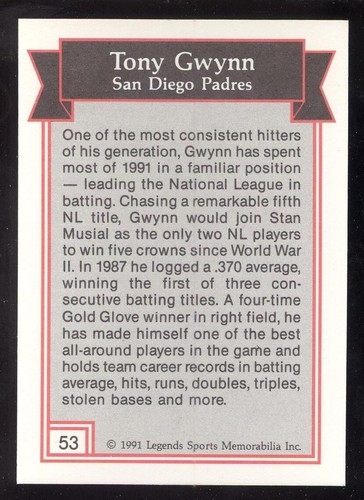 Tony Gwynn
San Diego Padres
One of the most consistent hitters
of his generation, Gwynn has spent
most of 1991 in a familiar position
— leading the National League in
batting. Chasing a remarkable fifth
NL title, Gwynn would join Stan
Musial as the only two NL players
to win five crowns since World War
II. In 1987 he logged a .370 average,
winning the first of three con-
secutive batting titles. A four-time
Gold Glove winner in right field, he
has made himself one of the best
all-around players in the game and
holds team career records in batting
average, hits, runs, doubles, triples,
stolen bases and more.
53
© 1991 Legends Sports Memorabilia Inc.